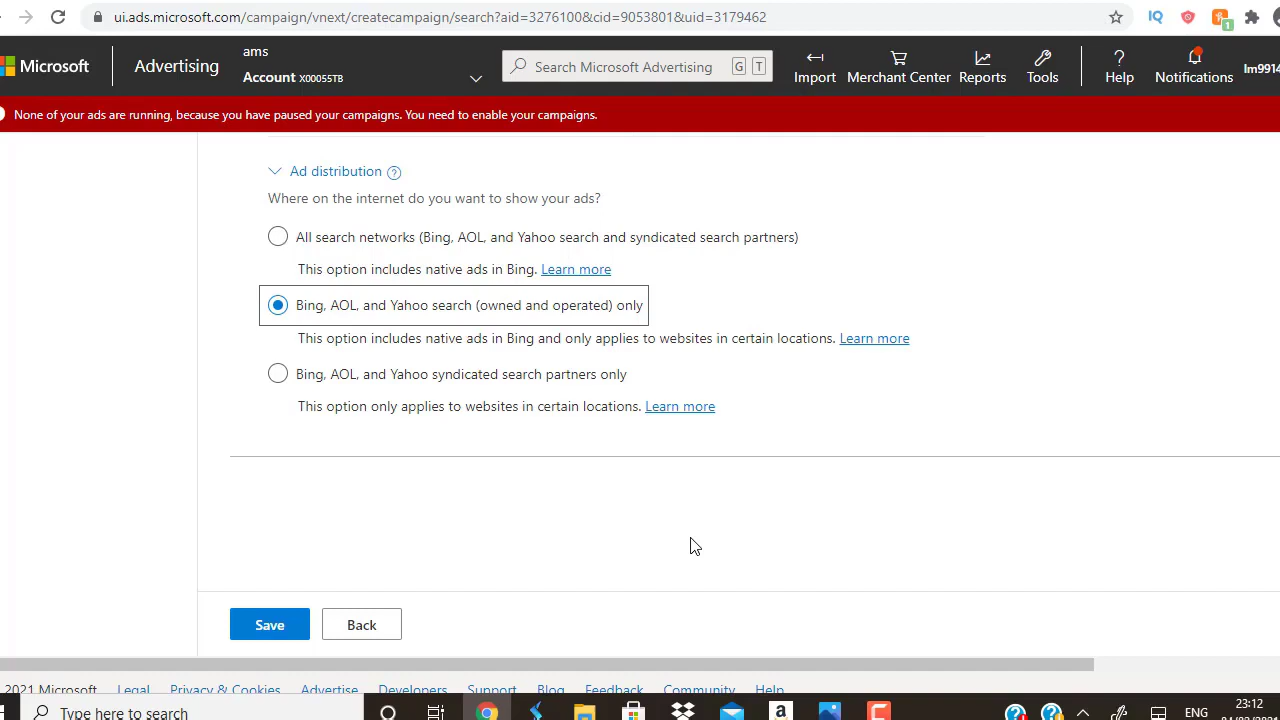 ui.ads.microsoft.com/campaign/vnext/createcampaign/search?aid=3276100&cid=9053801&uid=3179462
IQ
1
Microsoft
Advertising
ams
Account X00055TB
Search Microsoft Advertising
G T
Import
Merchant Center
Reports
Tools
?
Help
Notifications
lm9914
None of your ads are running, because you have paused your campaigns. You need to enable your campaigns.
Ad distribution ?
Where on the internet do you want to show your ads?
All search networks (Bing, AOL, and Yahoo search and syndicated search partners)
This option includes native ads in Bing. Learn more
Bing, AOL, and Yahoo search (owned and operated) only
This option includes native ads in Bing and only applies to websites in certain locations. Learn more
Bing, AOL, and Yahoo syndicated search partners only
This option only applies to websites in certain locations. Learn more
Save
Back
2021 Microsoft Legal Privacy & Cookies Advertise Developers Support Blog Feedback Community Help
Type here to search
a
ENG
23:12